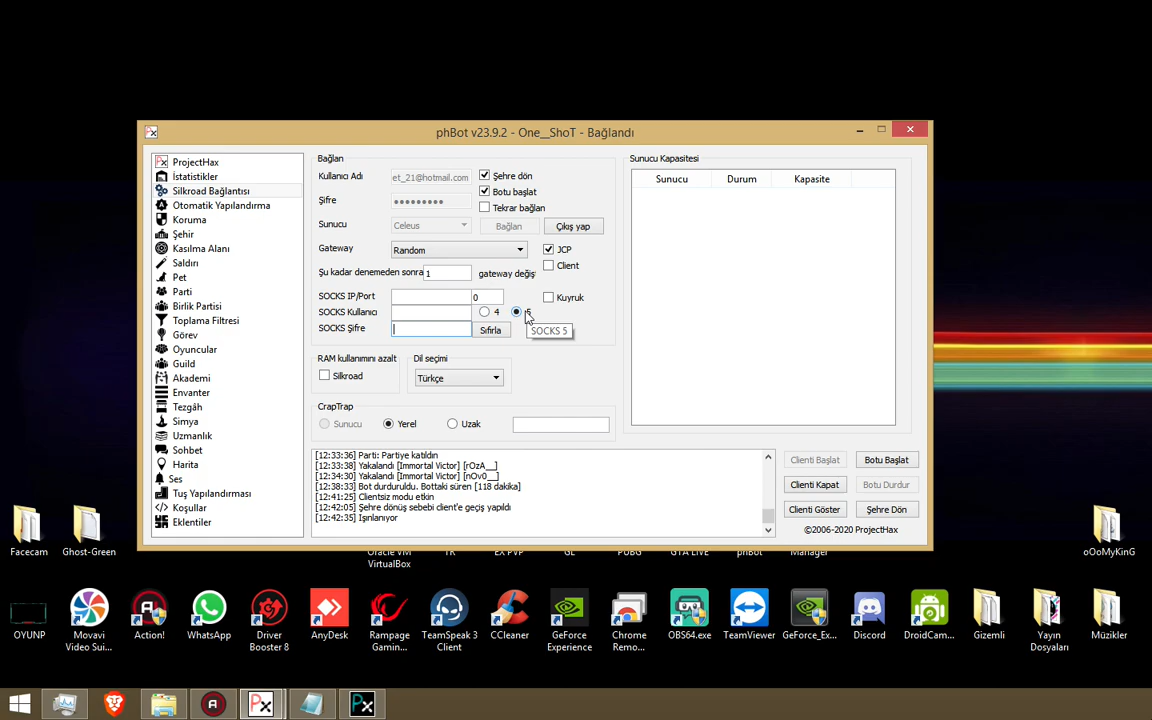 phBot v23.9.2 - One__ShoT - Bağlandı
ProjectHax
İstatistikler
Silkroad Bağlantısı
Otomatik Yapılandırma
Koruma
Şehir
Kasılma Alanı
Saldırı
Pet
Parti
Birlik Partisi
Toplama Filtresi
Görev
Oyuncular
Guild
Akademi
Envanter
Tezgâh
Simya
Uzmanlık
Sohbet
Harita
Ses
Tuş Yapılandırması
Koşullar
Eklentiler
Bağlan
Kullanıcı Adı et_21@hotmail.com Şehre dön
Botu başlat
Şifre ●●●●●●●●● Tekrar bağlan
Sunucu Celeus Bağlan Çıkış yap
Gateway Random JCP
Client
Şu kadar denemeden sonra 1 gateway değişt
SOCKS IP/Port 0 Kuyruk
SOCKS Kullanıcı 4 5
SOCKS Şifre Sıfırla SOCKS 5
RAM kullanımını azalt Dil seçimi
Silkroad Türkçe
CrapTrap
Sunucu Yerel Uzak
Sunucu Kapasitesi
Sunucu Durum Kapasite
[12:33:36] Parti: Partiye katıldın
[12:33:38] Yakalandı [Immortal Victor] [rOzA__]
[12:34:30] Yakalandı [Immortal Victor] [nOv0__]
[12:38:33] Bot durduruldu. Bottaki süren [118 dakika]
[12:41:25] Clientsiz modu etkin
[12:42:05] Şehre dönüş sebebi client'e geçiş yapıldı
[12:42:35] Işınlanıyor
Clienti Başlat Botu Başlat
Clienti Kapat Botu Durdur
Clienti Göster Şehre Dön
©2006-2020 ProjectHax
Facecam
Ghost-Green
Oracle VM
VirtualBox
TK
EX PVP
GL
PUBG
GTA LIVE
phBot
Manager
oOoMyKinG
OYUNP
Movavi
Video Sui...
Action!
WhatsApp
Driver
Booster 8
AnyDesk
Rampage
Gamin...
TeamSpeak 3
Client
CCleaner
GeForce
Experience
Chrome
Remo...
OBS64.exe
TeamViewer
GeForce_Ex...
Discord
DroidCam...
Gizemli
Yayın
Dosyaları
Müzikler